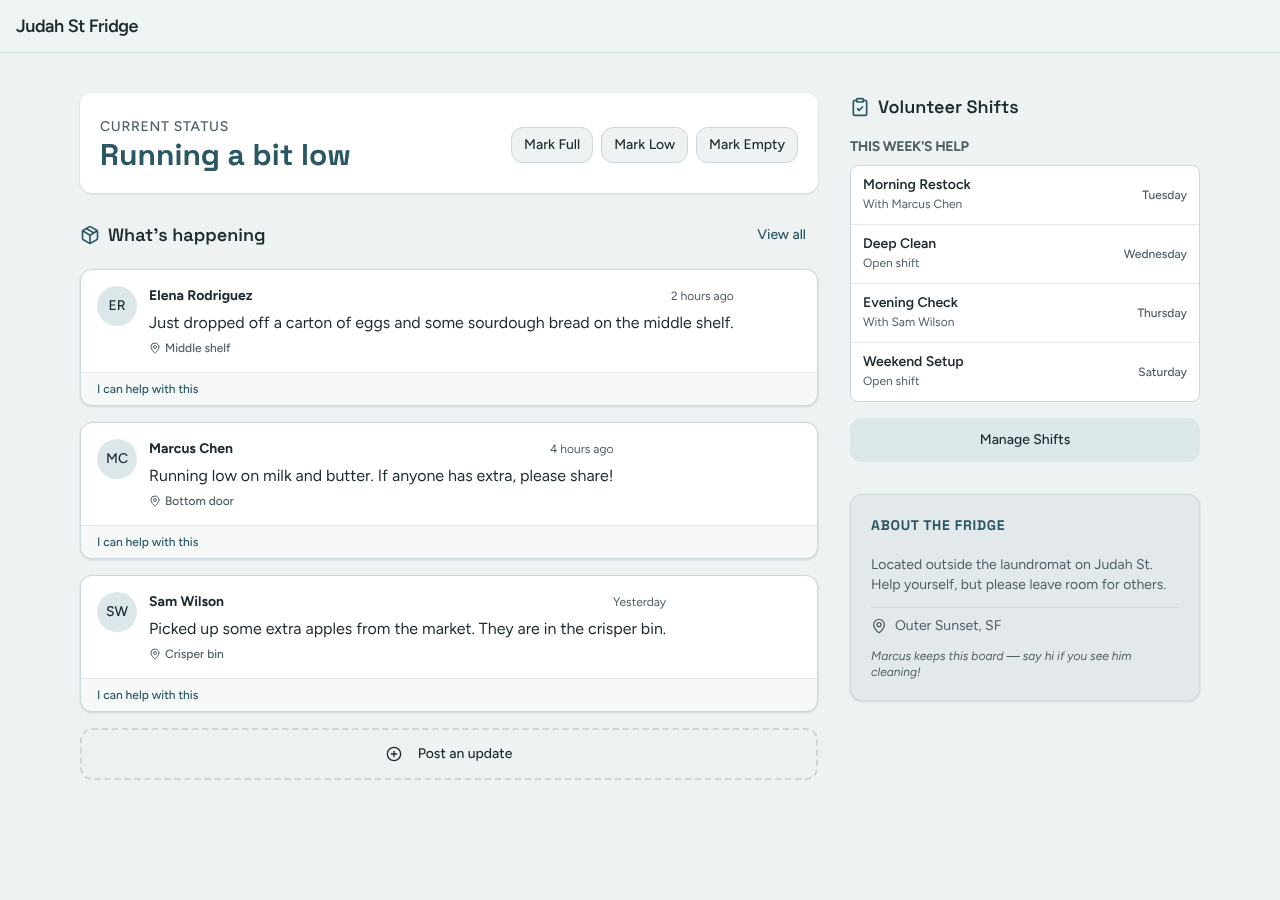 Judah St Fridge
CURRENT STATUS
Running a bit low
Mark Full
Mark Low
Mark Empty
What's happening
View all
ER
Elena Rodriguez
2 hours ago
Just dropped off a carton of eggs and some sourdough bread on the middle shelf.
Middle shelf
I can help with this
MC
Marcus Chen
4 hours ago
Running low on milk and butter. If anyone has extra, please share!
Bottom door
I can help with this
SW
Sam Wilson
Yesterday
Picked up some extra apples from the market. They are in the crisper bin.
Crisper bin
I can help with this
Post an update
Volunteer Shifts
THIS WEEK'S HELP
Morning Restock
With Marcus Chen
Tuesday
Deep Clean
Open shift
Wednesday
Evening Check
With Sam Wilson
Thursday
Weekend Setup
Open shift
Saturday
Manage Shifts
ABOUT THE FRIDGE
Located outside the laundromat on Judah St.
Help yourself, but please leave room for others.
Outer Sunset, SF
Marcus keeps this board — say hi if you see him
cleaning!